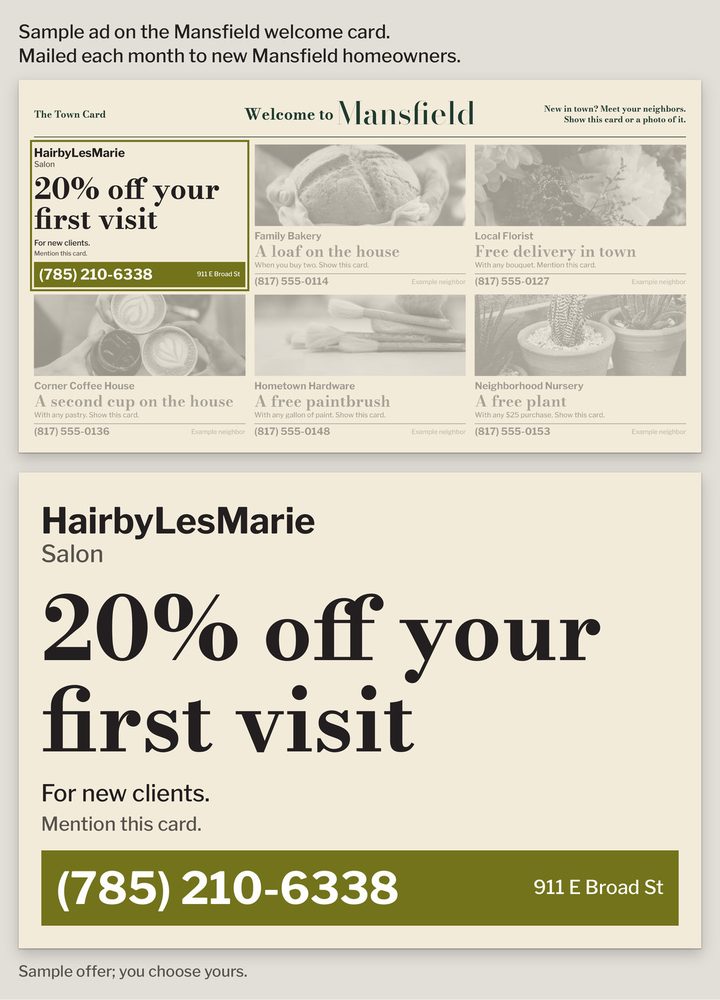 Sample ad on the Mansfield welcome card.
Mailed each month to new Mansfield homeowners.
The Town Card
Welcome to Mansfield
New in town? Meet your neighbors.
Show this card or a photo of it.
HairbyLesMarie
Salon
20% off your
first visit
For new clients.
Mention this card.
(785) 210-6338
911 E Broad St
Family Bakery
A loaf on the house
When you buy two. Show this card.
(817) 555-0114
Example neighbor
Local Florist
Free delivery in town
With any bouquet. Mention this card.
(817) 555-0127
Example neighbor
Corner Coffee House
A second cup on the house
With any pastry. Show this card.
(817) 555-0136
Example neighbor
Hometown Hardware
A free paintbrush
With any gallon of paint. Show this card.
(817) 555-0148
Example neighbor
Neighborhood Nursery
A free plant
With any $25 purchase. Show this card.
(817) 555-0153
Example neighbor
HairbyLesMarie
Salon
20% off your
first visit
For new clients.
Mention this card.
(785) 210-6338
911 E Broad St
Sample offer; you choose yours.